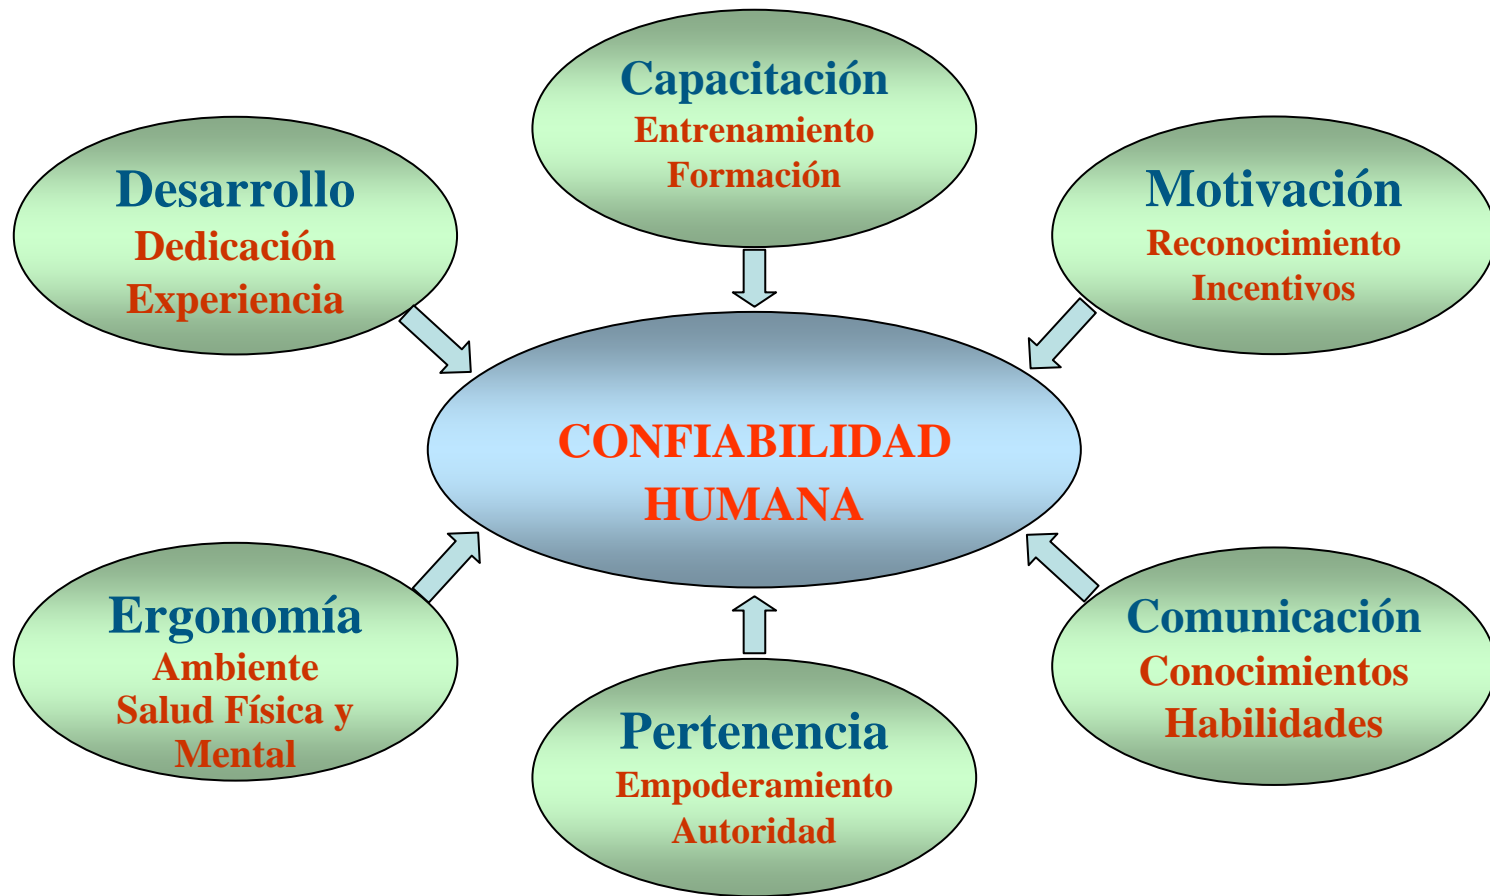 Capacitación
Entrenamiento
Formación
Desarrollo
Dedicación
Experiencia
Motivación
Reconocimiento
Incentivos
CONFIABILIDAD
HUMANA
Ergonomía
Ambiente
Salud Física y
Mental
Pertenencia
Empoderamiento
Autoridad
Comunicación
Conocimientos
Habilidades